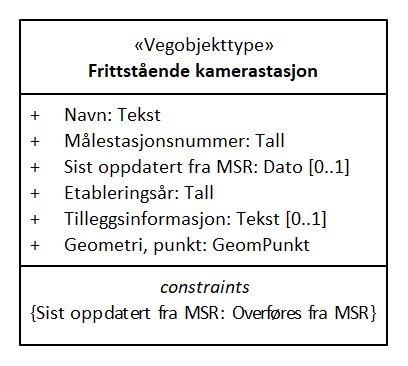 «Vegobjekttype»
Frittstående kamerastasjon
+ Navn: Tekst
+ Målestasjonsnummer: Tall
+ Sist oppdatert fra MSR: Dato [0..1]
+ Etableringsår: Tall
+ Tilleggsinformasjon: Tekst [0..1]
+ Geometri, punkt: GeomPunkt
constraints
{Sist oppdatert fra MSR: Overføres fra MSR}